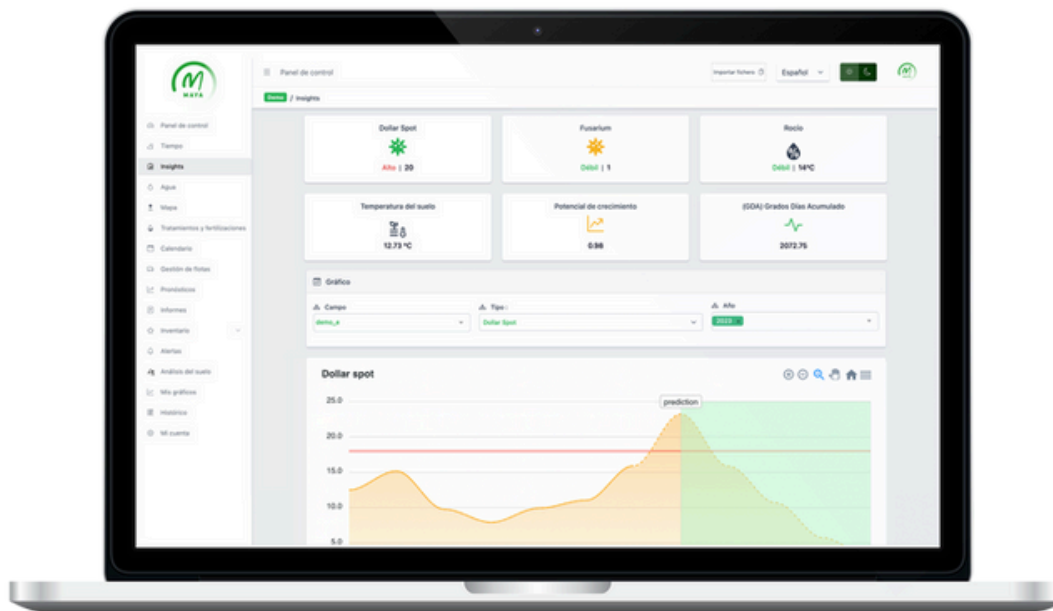 MAYA
Panel de control
Importar fichero
Español
Demo / Insights
Panel de control
Tiempo
Insights
Agua
Mapa
Tratamientos y fertilizaciones
Calendario
Gestión de flotas
Pronósticos
Informes
Inventario
Alertas
Análisis del suelo
Mis gráficos
Histórico
Mi cuenta
Dollar Spot
Alto | 20
Fusarium
Débil | 1
Rocío
Débil | 14ºC
Temperatura del suelo
12.73 ºC
Potencial de crecimiento
0.98
(GDA) Grados Días Acumulado
2072.75
Gráfico
Campo
demo_e
Tipo :
Dollar Spot
Año
2023
Dollar spot
prediction
25.0
20.0
15.0
10.0
5.0